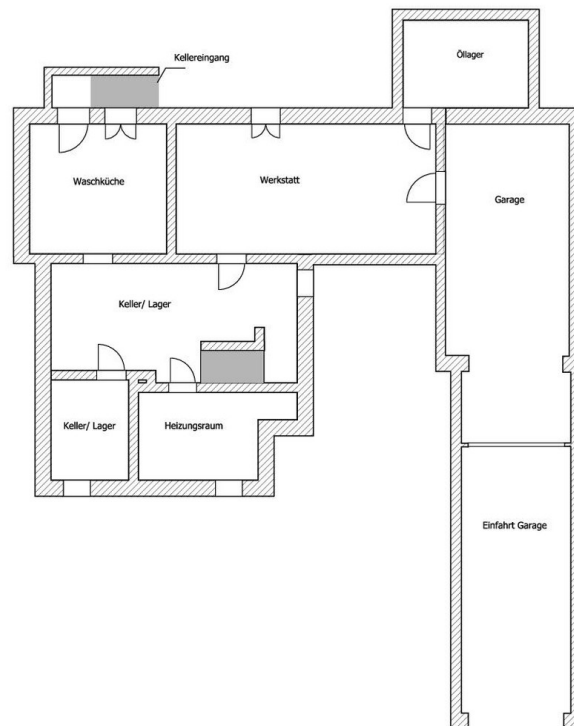 Kellereingang
Öllager
Waschküche
Werkstatt
Garage
Keller/ Lager
Keller/ Lager
Heizungsraum
Einfahrt Garage